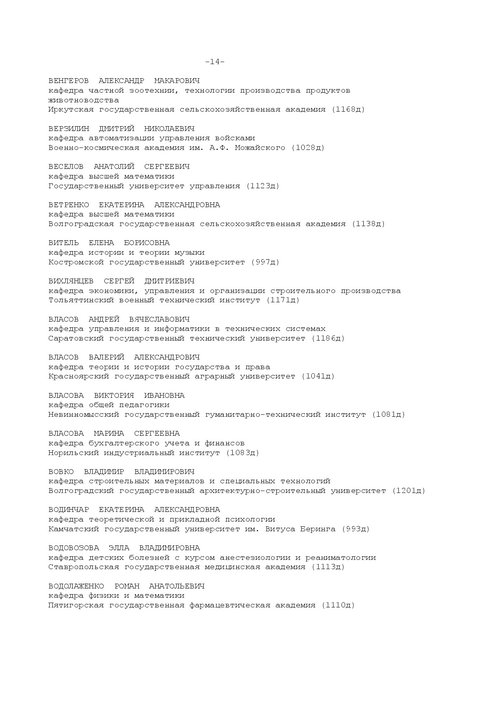 -14-
ВЕНГЕРОВ АЛЕКСАНДР МАКАРОВИЧ
кафедра частной зоотехнии, технологии производства продуктов
животноводства
Иркутская государственная сельскохозяйственная академия (1168д)
ВЕРЗИЛИН ДМИТРИЙ НИКОЛАЕВИЧ
кафедра автоматизации управления войсками
Военно-космическая академия им. А.Ф. Можайского (1028д)
ВЕСЕЛОВ АНАТОЛИЙ СЕРГЕЕВИЧ
кафедра высшей математики
Государственный университет управления (1123д)
ВЕТРЕНКО ЕКАТЕРИНА АЛЕКСАНДРОВНА
кафедра высшей математики
Волгоградская государственная сельскохозяйственная академия (1138д)
ВИТЕЛЬ ЕЛЕНА БОРИСОВНА
кафедра истории и теории музыки
Костромской государственный университет (997д)
ВИХЛЯНЦЕВ СЕРГЕЙ ДМИТРИЕВИЧ
кафедра экономики, управления и организации строительного производства
Тольяттинский военный технический институт (1171д)
ВЛАСОВ АНДРЕЙ ВЯЧЕСЛАВОВИЧ
кафедра управления и информатики в технических системах
Саратовский государственный технический университет (1186д)
ВЛАСОВ ВАЛЕРИЙ АЛЕКСАНДРОВИЧ
кафедра теории и истории государства и права
Красноярский государственный аграрный университет (1041д)
ВЛАСОВА ВИКТОРИЯ ИВАНОВНА
кафедра общей педагогики
Невинномысский государственный гуманитарно-технический институт (1081д)
ВЛАСОВА МАРИНА СЕРГЕЕВНА
кафедра бухгалтерского учета и финансов
Норильский индустриальный институт (1083д)
ВОВКО ВЛАДИМИР ВЛАДИМИРОВИЧ
кафедра строительных материалов и специальных технологий
Волгоградский государственный архитектурно-строительный университет (1201д)
ВОДИНЧАР ЕКАТЕРИНА АЛЕКСАНДРОВНА
кафедра теоретической и прикладной психологии
Камчатский государственный университет им. Витуса Беринга (993д)
ВОДОВОЗОВА ЭЛЛА ВЛАДИМИРОВНА
кафедра детских болезней с курсом анестезиологии и реаниматологии
Ставропольская государственная медицинская академия (1113д)
ВОДОЛАЖЕНКО РОМАН АНАТОЛЬЕВИЧ
кафедра физики и математики
Пятигорская государственная фармацевтическая академия (1110д)